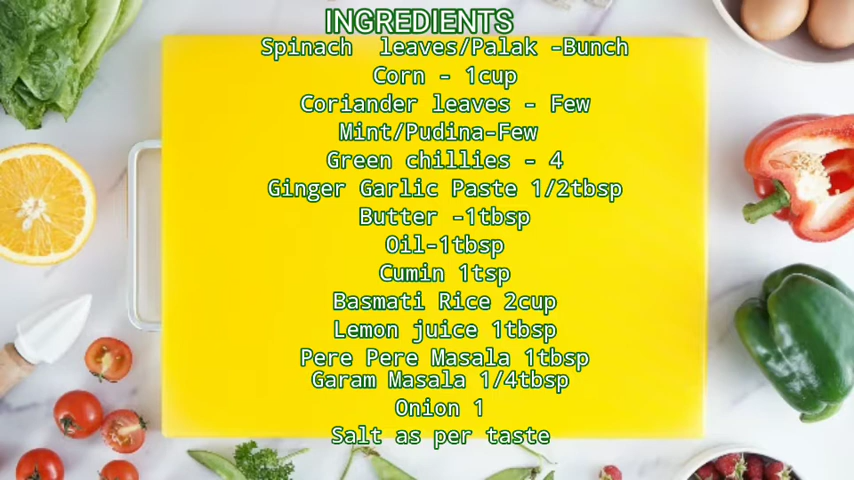 INGREDIENTS
Spinach leaves/Palak -Bunch
Corn - 1cup
Coriander leaves - Few
Mint/Pudina-Few
Green chillies - 4
Ginger Garlic Paste 1/2tbsp
Butter -1tbsp
Oil-1tbsp
Cumin 1tsp
Basmati Rice 2cup
Lemon juice 1tbsp
Pere Pere Masala 1tbsp
Garam Masala 1/4tbsp
Onion 1
Salt as per taste